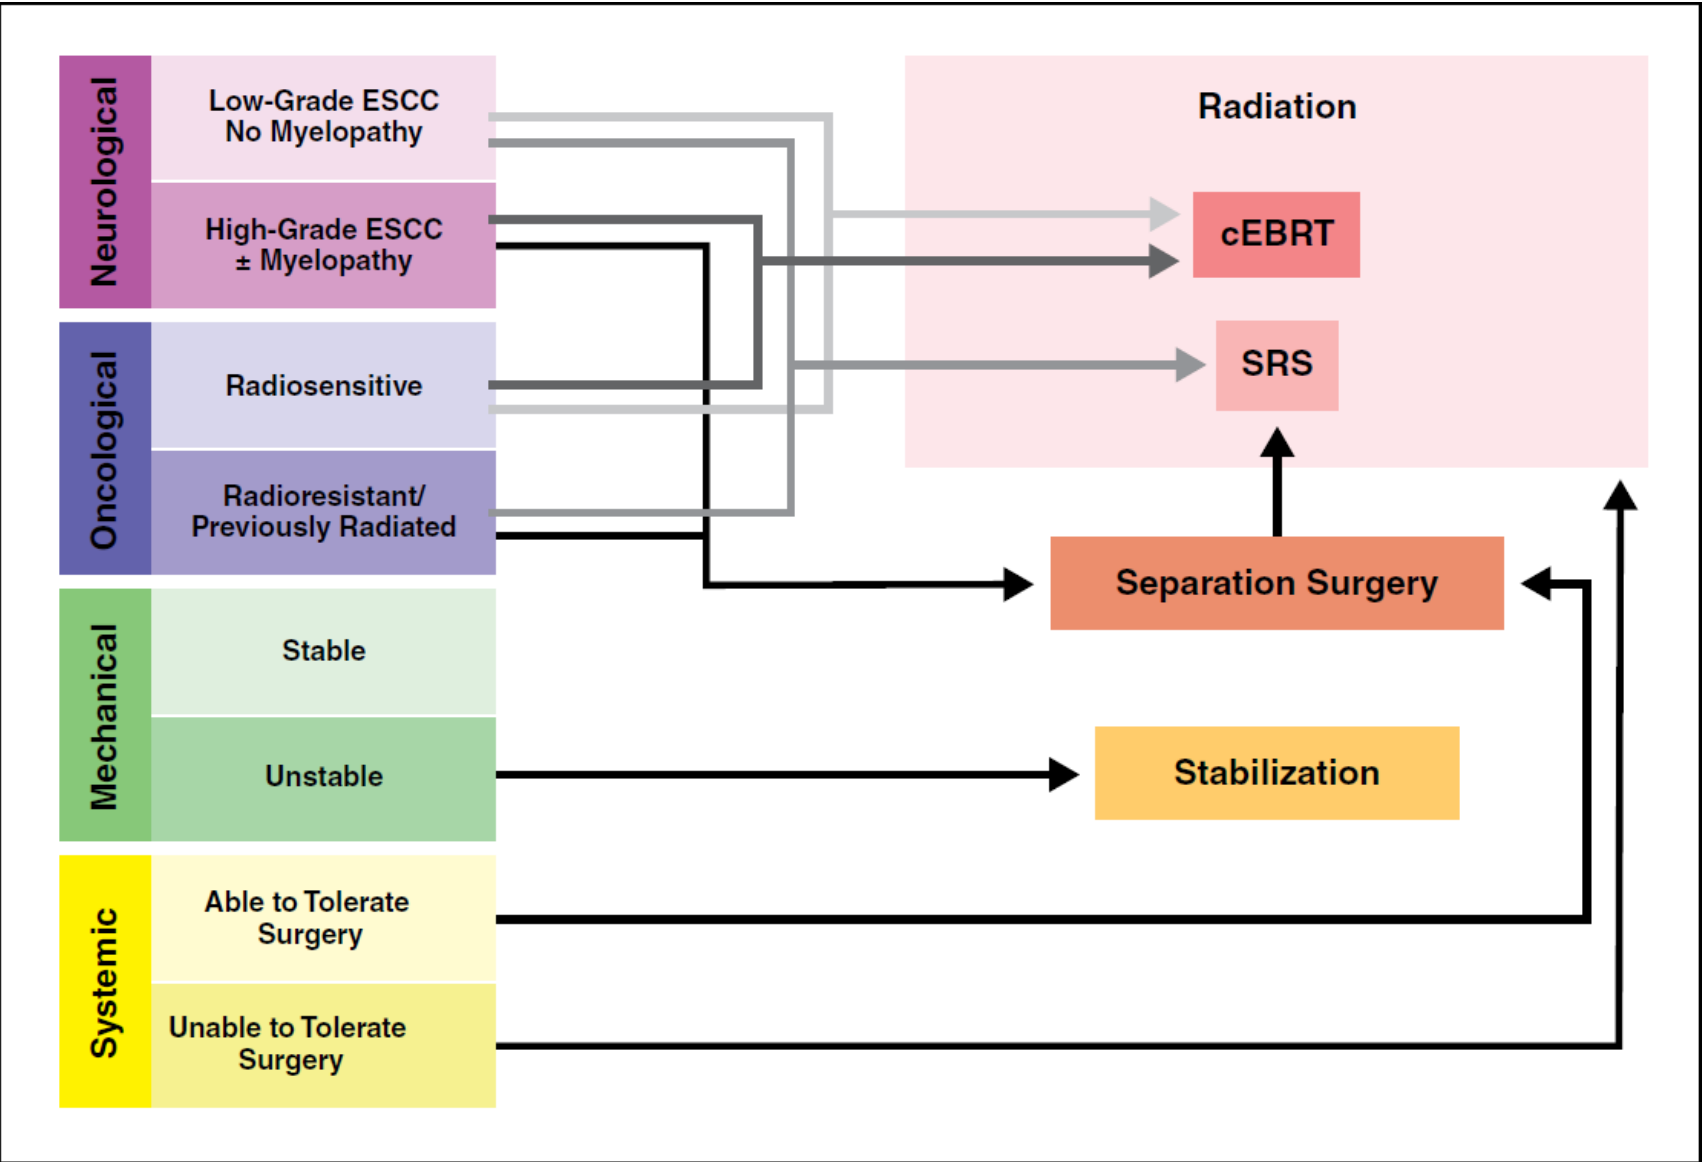 Neurological
Low-Grade ESCC
No Myelopathy
High-Grade ESCC
± Myelopathy
Oncological
Radiosensitive
Radioresistant/
Previously Radiated
Mechanical
Stable
Unstable
Systemic
Able to Tolerate
Surgery
Unable to Tolerate
Surgery
Radiation
cEBRT
SRS
Separation Surgery
Stabilization